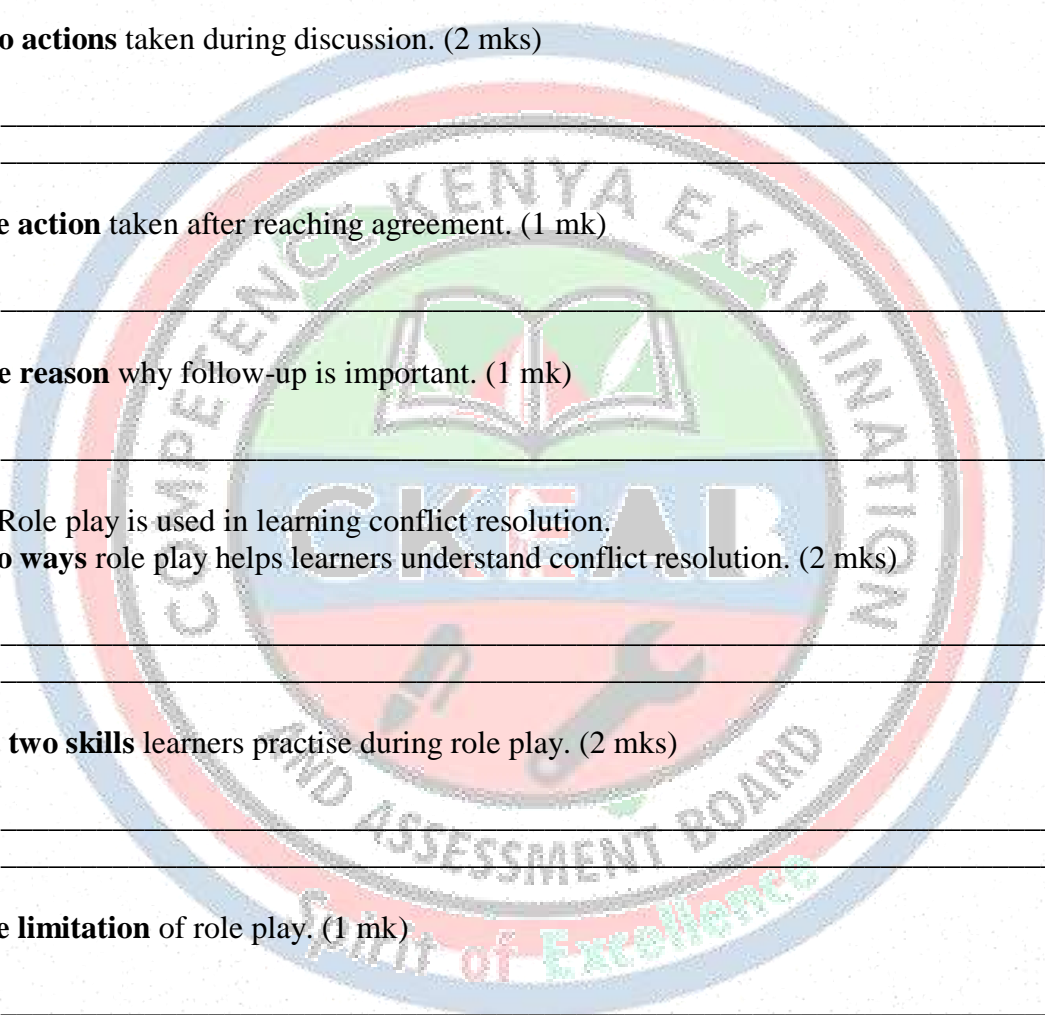 o actions taken during discussion. (2 mks)
e action taken after reaching agreement. (1 mk)
e reason why follow-up is important. (1 mk)
Role play is used in learning conflict resolution.
o ways role play helps learners understand conflict resolution. (2 mks)
two skills learners practise during role play. (2 mks)
e limitation of role play. (1 mk)
COMPETENCE KENYA EXAMINATION
CKEAB
AND ASSESSMENT BOARD
Spirit of Excellence